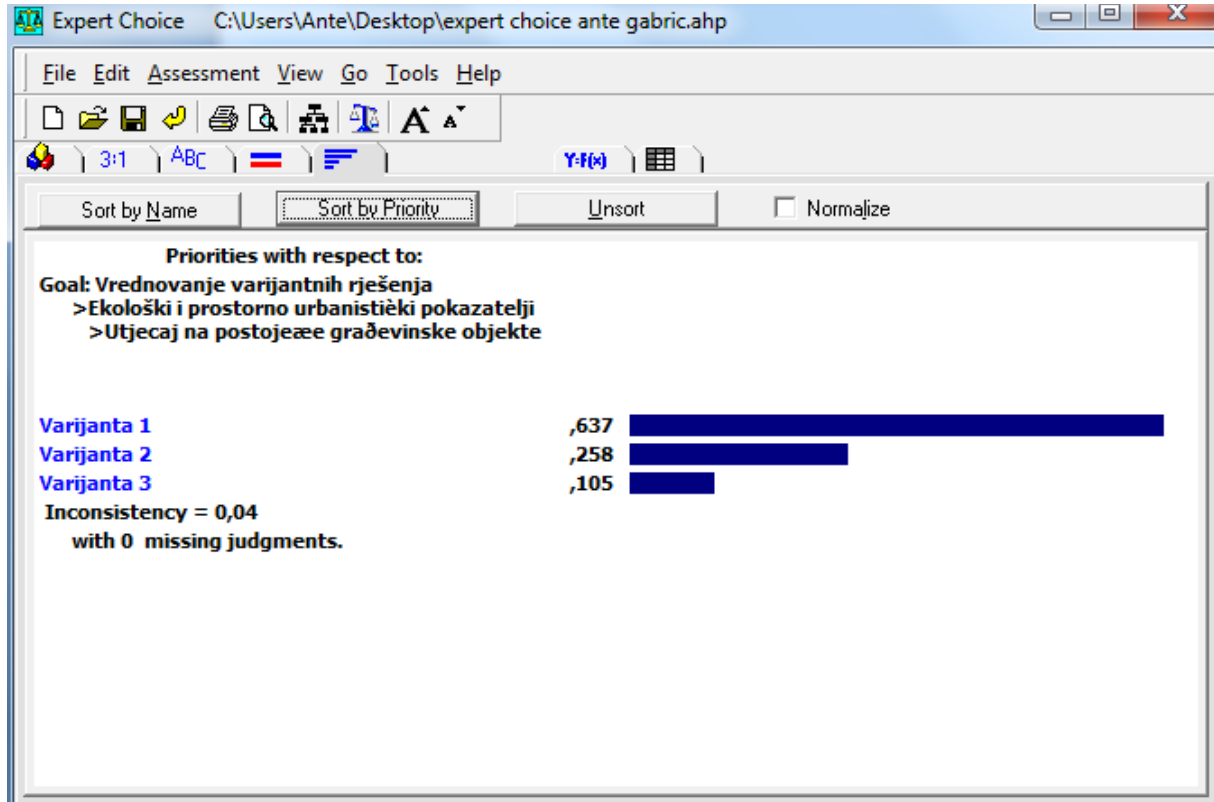 Expert Choice C:\Users\Ante\Desktop\expert choice ante gabric.ahp
File Edit Assessment View Go Tools Help
A A
3:1 ABC Y=F(x)
Sort by Name Sort by Priority Unsort Normalize
Priorities with respect to:
Goal: Vrednovanje varijantnih rješenja
>Ekološki i prostorno urbanistièki pokazatelji
>Utjecaj na postojeæe graðevinske objekte
Varijanta 1 ,637
Varijanta 2 ,258
Varijanta 3 ,105
Inconsistency = 0,04
with 0 missing judgments.